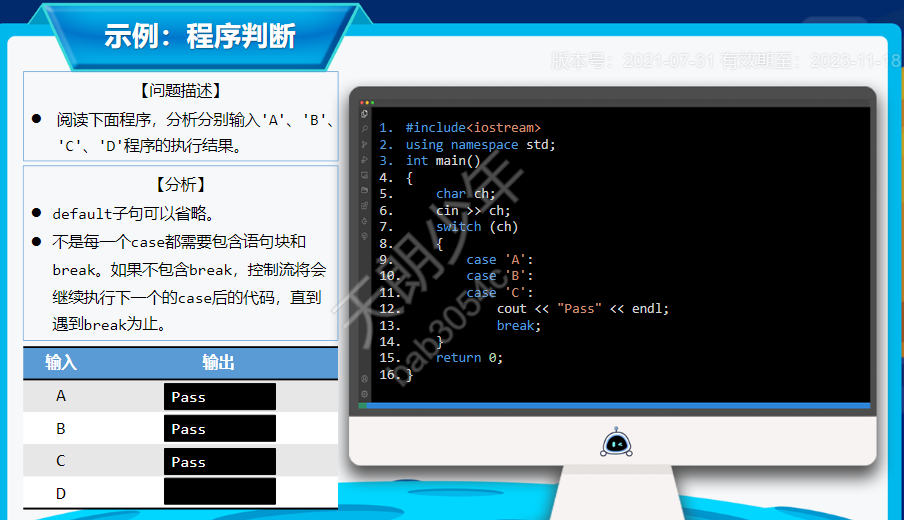 示例：程序判断
版本号：2021-07-31 有效期至：2023-11-18
【问题描述】
● 阅读下面程序，分析分别输入'A'、'B'、
'C'、'D'程序的执行结果。
【分析】
● default子句可以省略。
● 不是每一个case都需要包含语句块和
break。如果不包含break，控制流将会
继续执行下一个的case后的代码，直到
遇到break为止。
输入 输出
A Pass
B Pass
C Pass
D
1. #include<iostream>
2. using namespace std;
3. int main()
4. {
5. char ch;
6. cin >> ch;
7. switch (ch)
8. {
9. case 'A':
10. case 'B':
11. case 'C':
12. cout << "Pass" << endl;
13. break;
14. }
15. return 0;
16. }
天朗少年
bab3054c